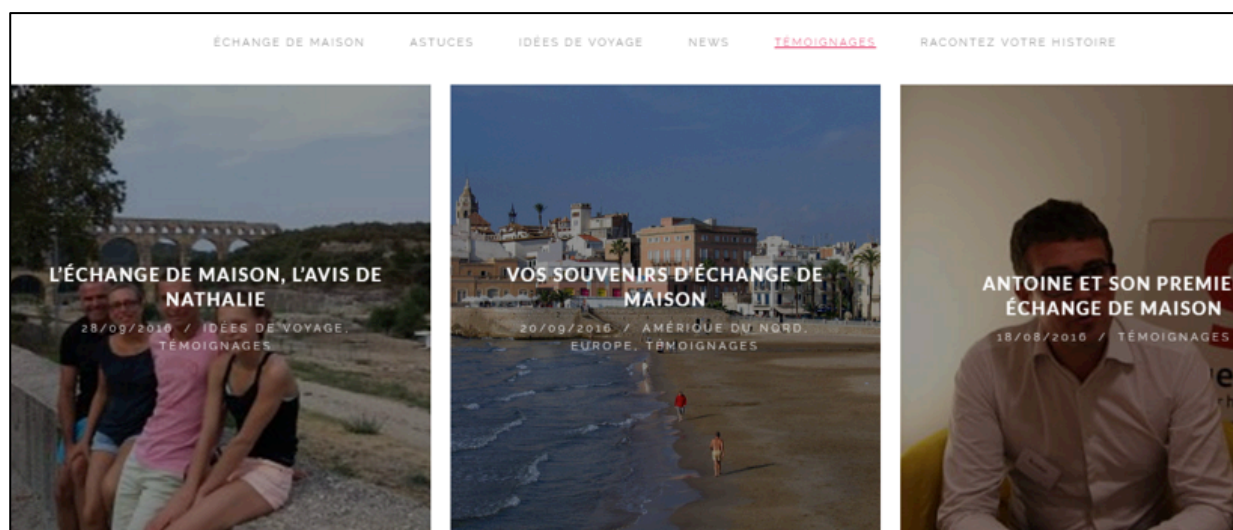 ÉCHANGE DE MAISON ASTUCES IDÉES DE VOYAGE NEWS TÉMOIGNAGES RACONTEZ VOTRE HISTOIRE
L'ÉCHANGE DE MAISON, L'AVIS DE
NATHALIE
28/09/2016 / IDÉES DE VOYAGE,
TÉMOIGNAGES
VOS SOUVENIRS D'ÉCHANGE DE
MAISON
20/09/2016 / AMÉRIQUE DU NORD,
EUROPE, TÉMOIGNAGES
ANTOINE ET SON PREMIE
ÉCHANGE DE MAISON
18/08/2016 / TÉMOIGNAGES